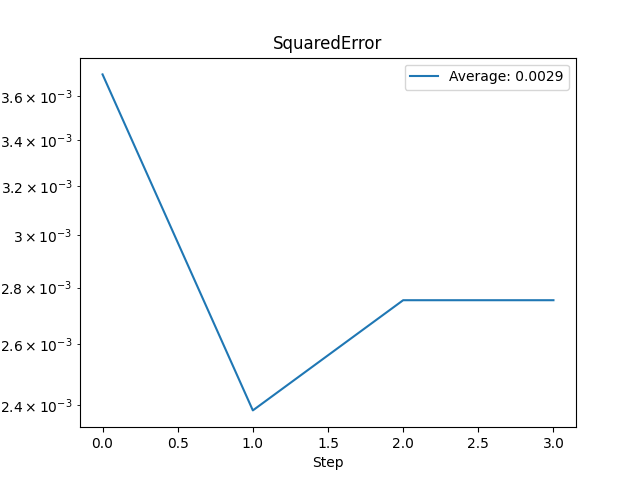 SquaredError
Average: 0.0029
3.6 × 10⁻³
3.4 × 10⁻³
3.2 × 10⁻³
3 × 10⁻³
2.8 × 10⁻³
2.6 × 10⁻³
2.4 × 10⁻³
0.0 0.5 1.0 1.5 2.0 2.5 3.0
Step